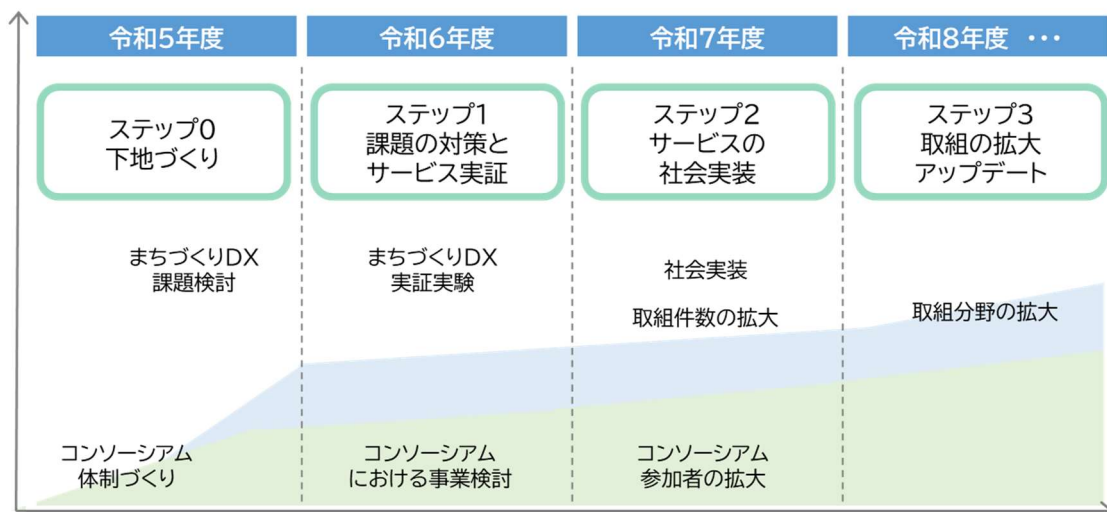 令和5年度
令和6年度
令和7年度
令和8年度 ・・・
ステップ0
下地づくり
ステップ1
課題の対策と
サービス実証
ステップ2
サービスの
社会実装
ステップ3
取組の拡大
アップデート
まちづくりDX
課題検討
まちづくりDX
実証実験
社会実装
取組件数の拡大
取組分野の拡大
コンソーシアム
体制づくり
コンソーシアム
における事業検討
コンソーシアム
参加者の拡大